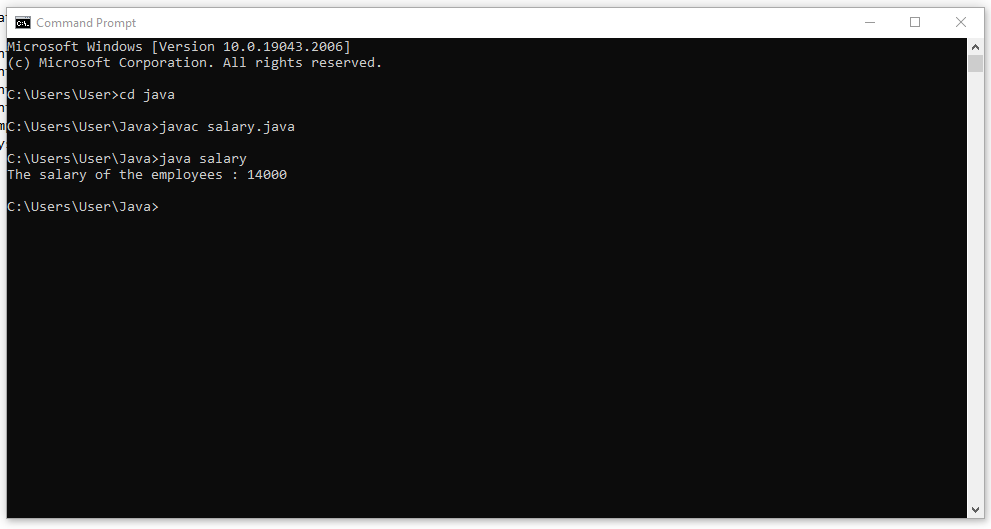 Command Prompt
Microsoft Windows [Version 10.0.19043.2006]
(c) Microsoft Corporation. All rights reserved.
C:\Users\User>cd java
C:\Users\User\Java>javac salary.java
C:\Users\User\Java>java salary
The salary of the employees : 14000
C:\Users\User\Java>